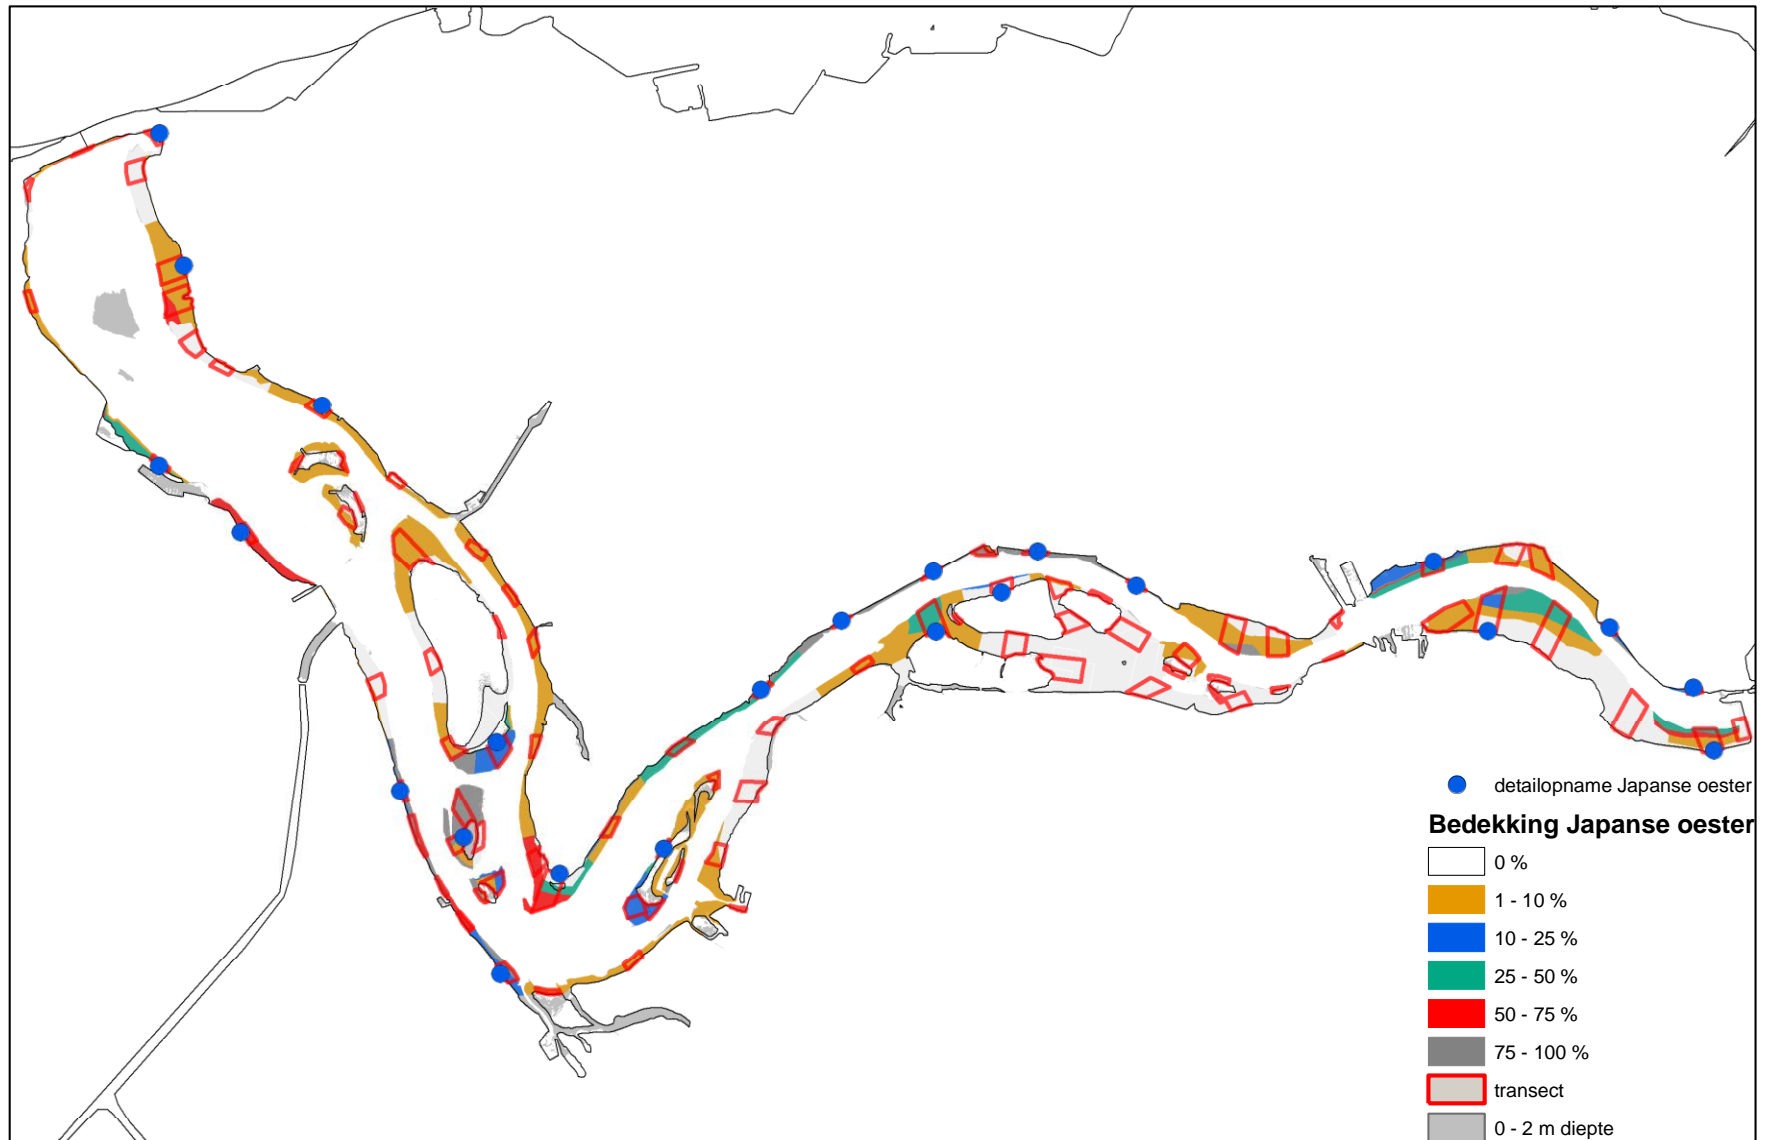 detailopname Japanse oester
Bedekking Japanse oester
0 %
1 - 10 %
10 - 25 %
25 - 50 %
50 - 75 %
75 - 100 %
transect
0 - 2 m diepte